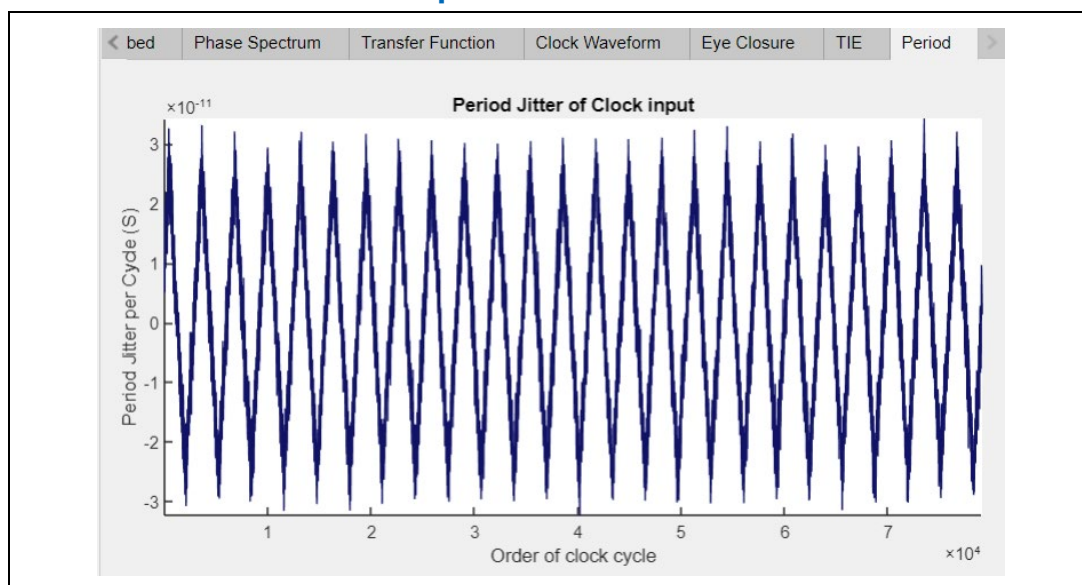 bed Phase Spectrum Transfer Function Clock Waveform Eye Closure TIE Period
×10⁻¹¹
Period Jitter of Clock input
Period Jitter per Cycle (S)
3
2
1
0
-1
-2
-3
1 2 3 4 5 6 7
Order of clock cycle
×10⁴